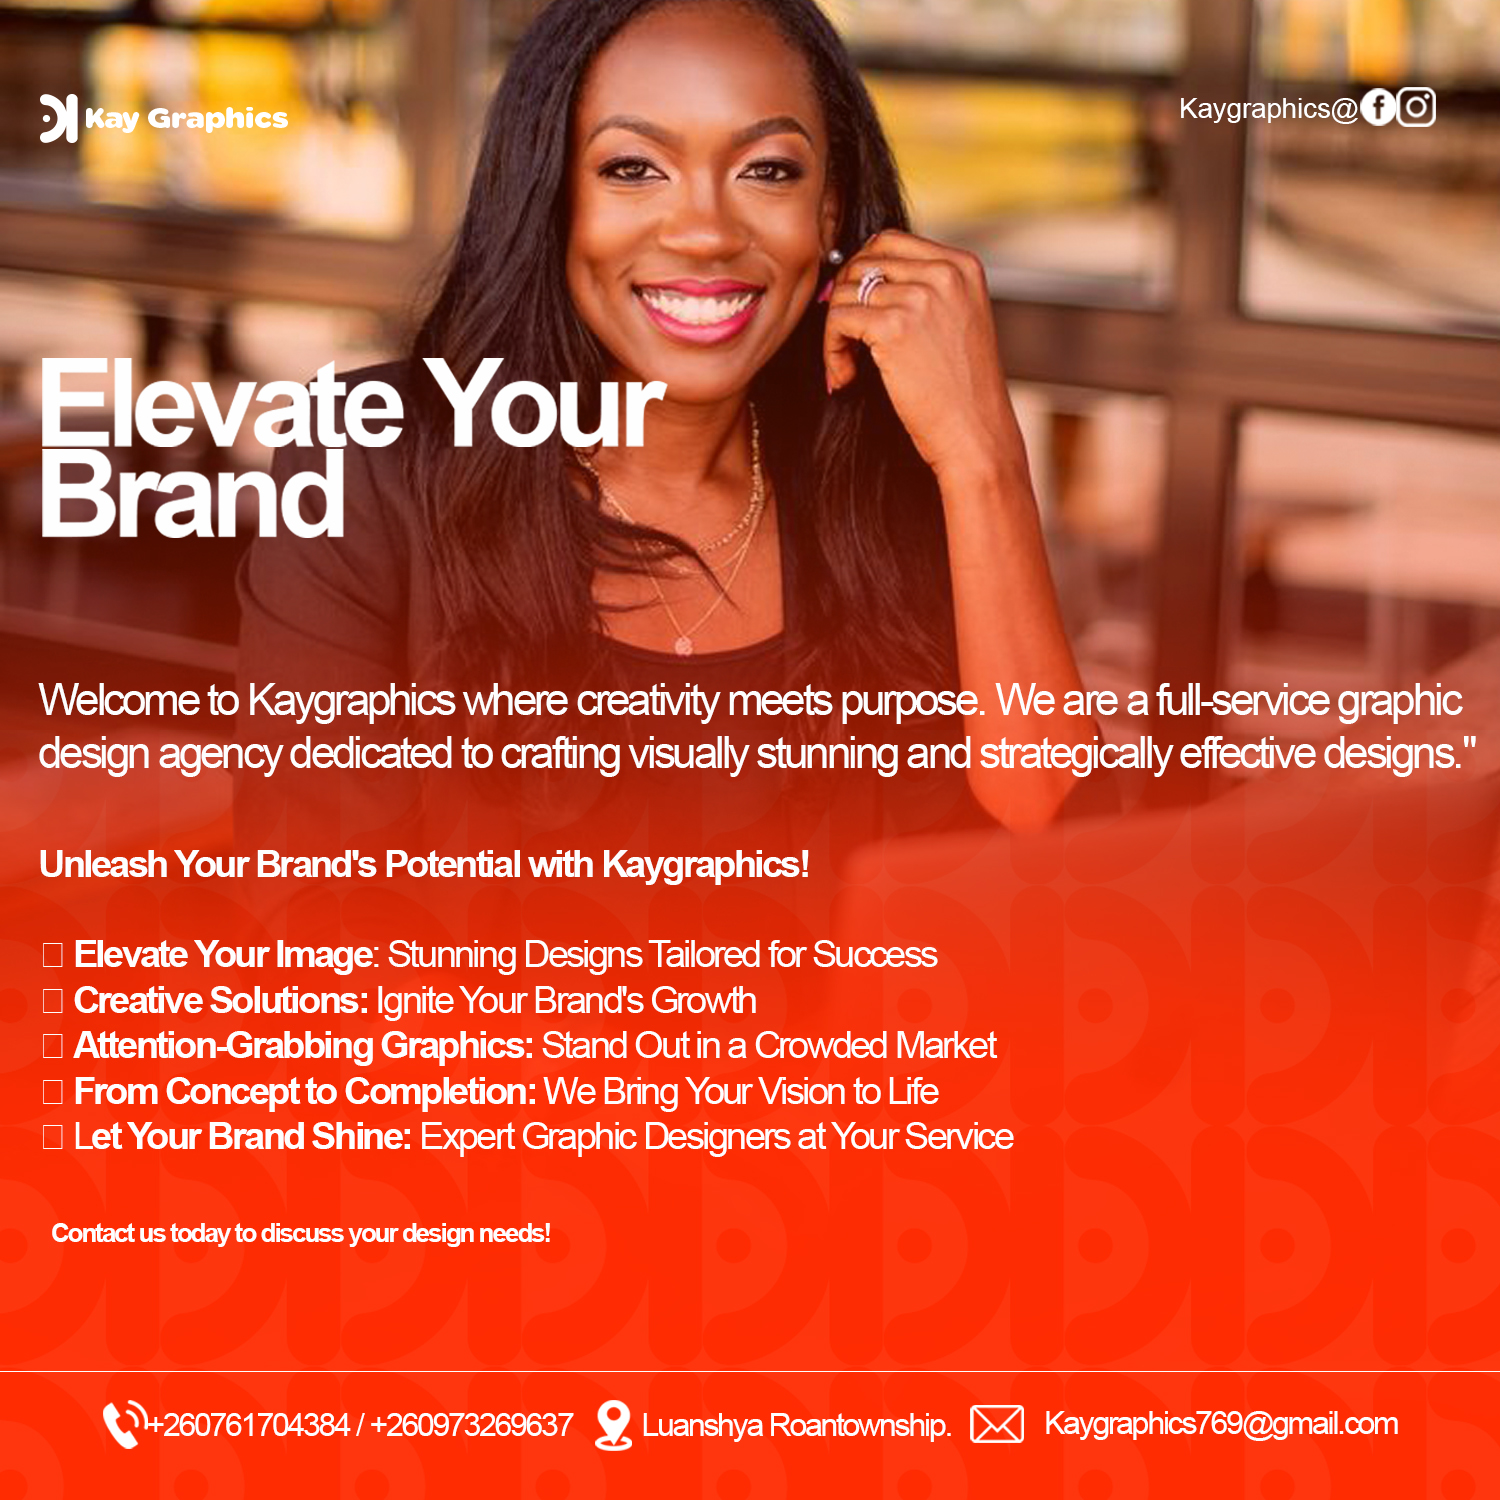 Kay Graphics
Kaygraphics@
Elevate Your
Brand
Welcome to Kaygraphics where creativity meets purpose. We are a full-service graphic
design agency dedicated to crafting visually stunning and strategically effective designs."
Unleash Your Brand's Potential with Kaygraphics!
□ Elevate Your Image: Stunning Designs Tailored for Success
□ Creative Solutions: Ignite Your Brand's Growth
□ Attention-Grabbing Graphics: Stand Out in a Crowded Market
□ From Concept to Completion: We Bring Your Vision to Life
□ Let Your Brand Shine: Expert Graphic Designers at Your Service
Contact us today to discuss your design needs!
+260761704384 / +260973269637 Luanshya Roantownship. Kaygraphics769@gmail.com